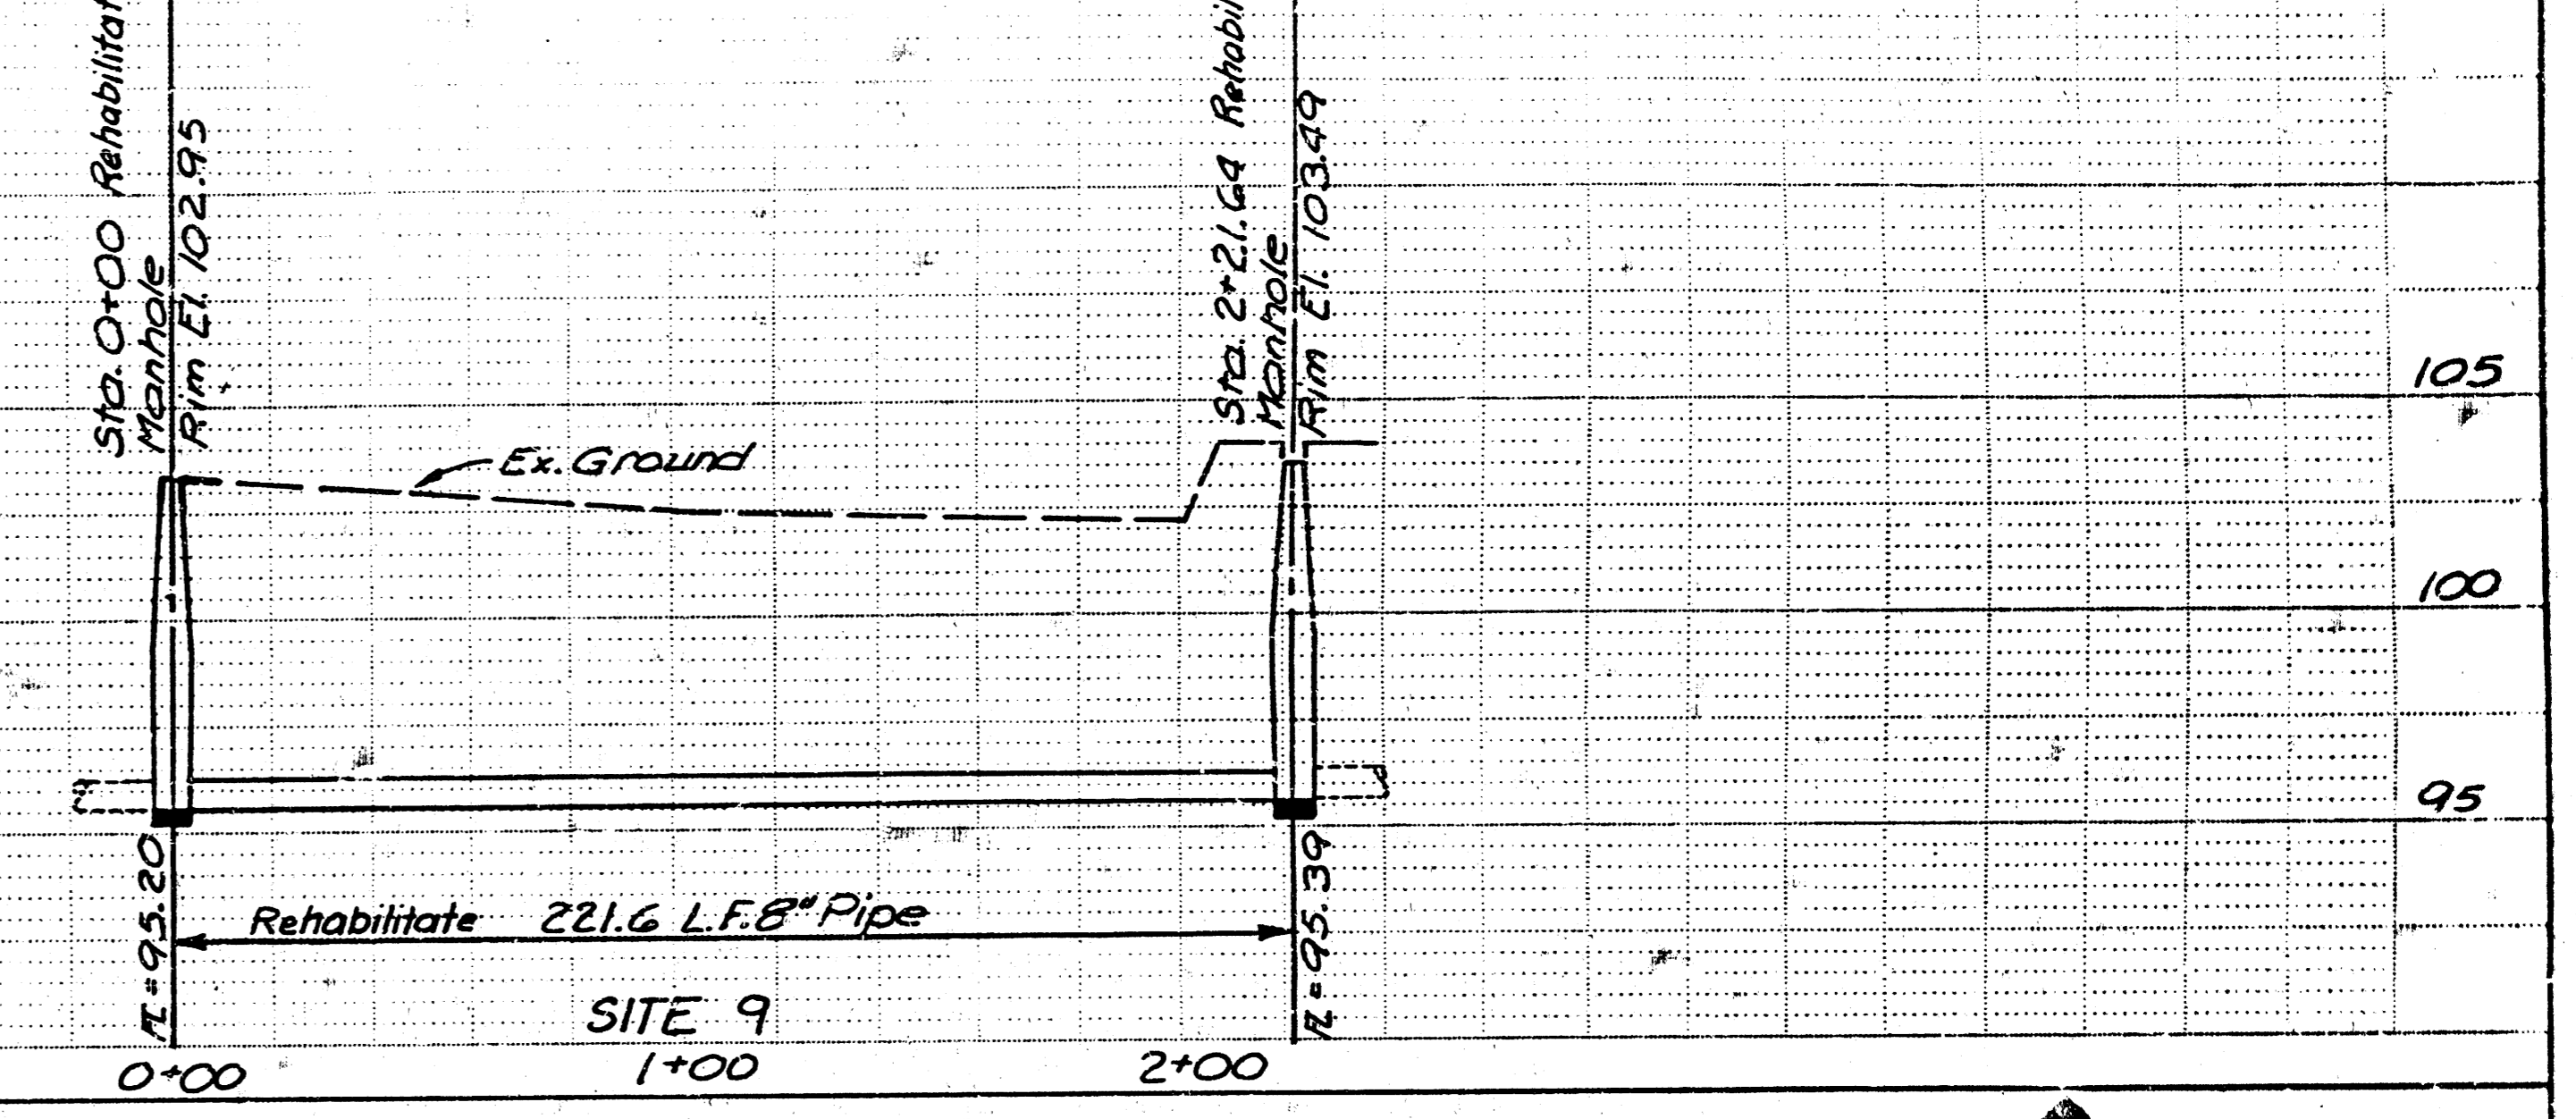 Sta. 0+00 Rehabilitat
Manhole
Rim El. 102.95
Sta. 2+21.64 Rehabil
Manhole
Rim El. 103.49
Ex. Ground
105
100
95
=95.20
=95.39
Rehabilitate 221.6 L.F. 8" Pipe
SITE 9
0+00
1+00
2+00